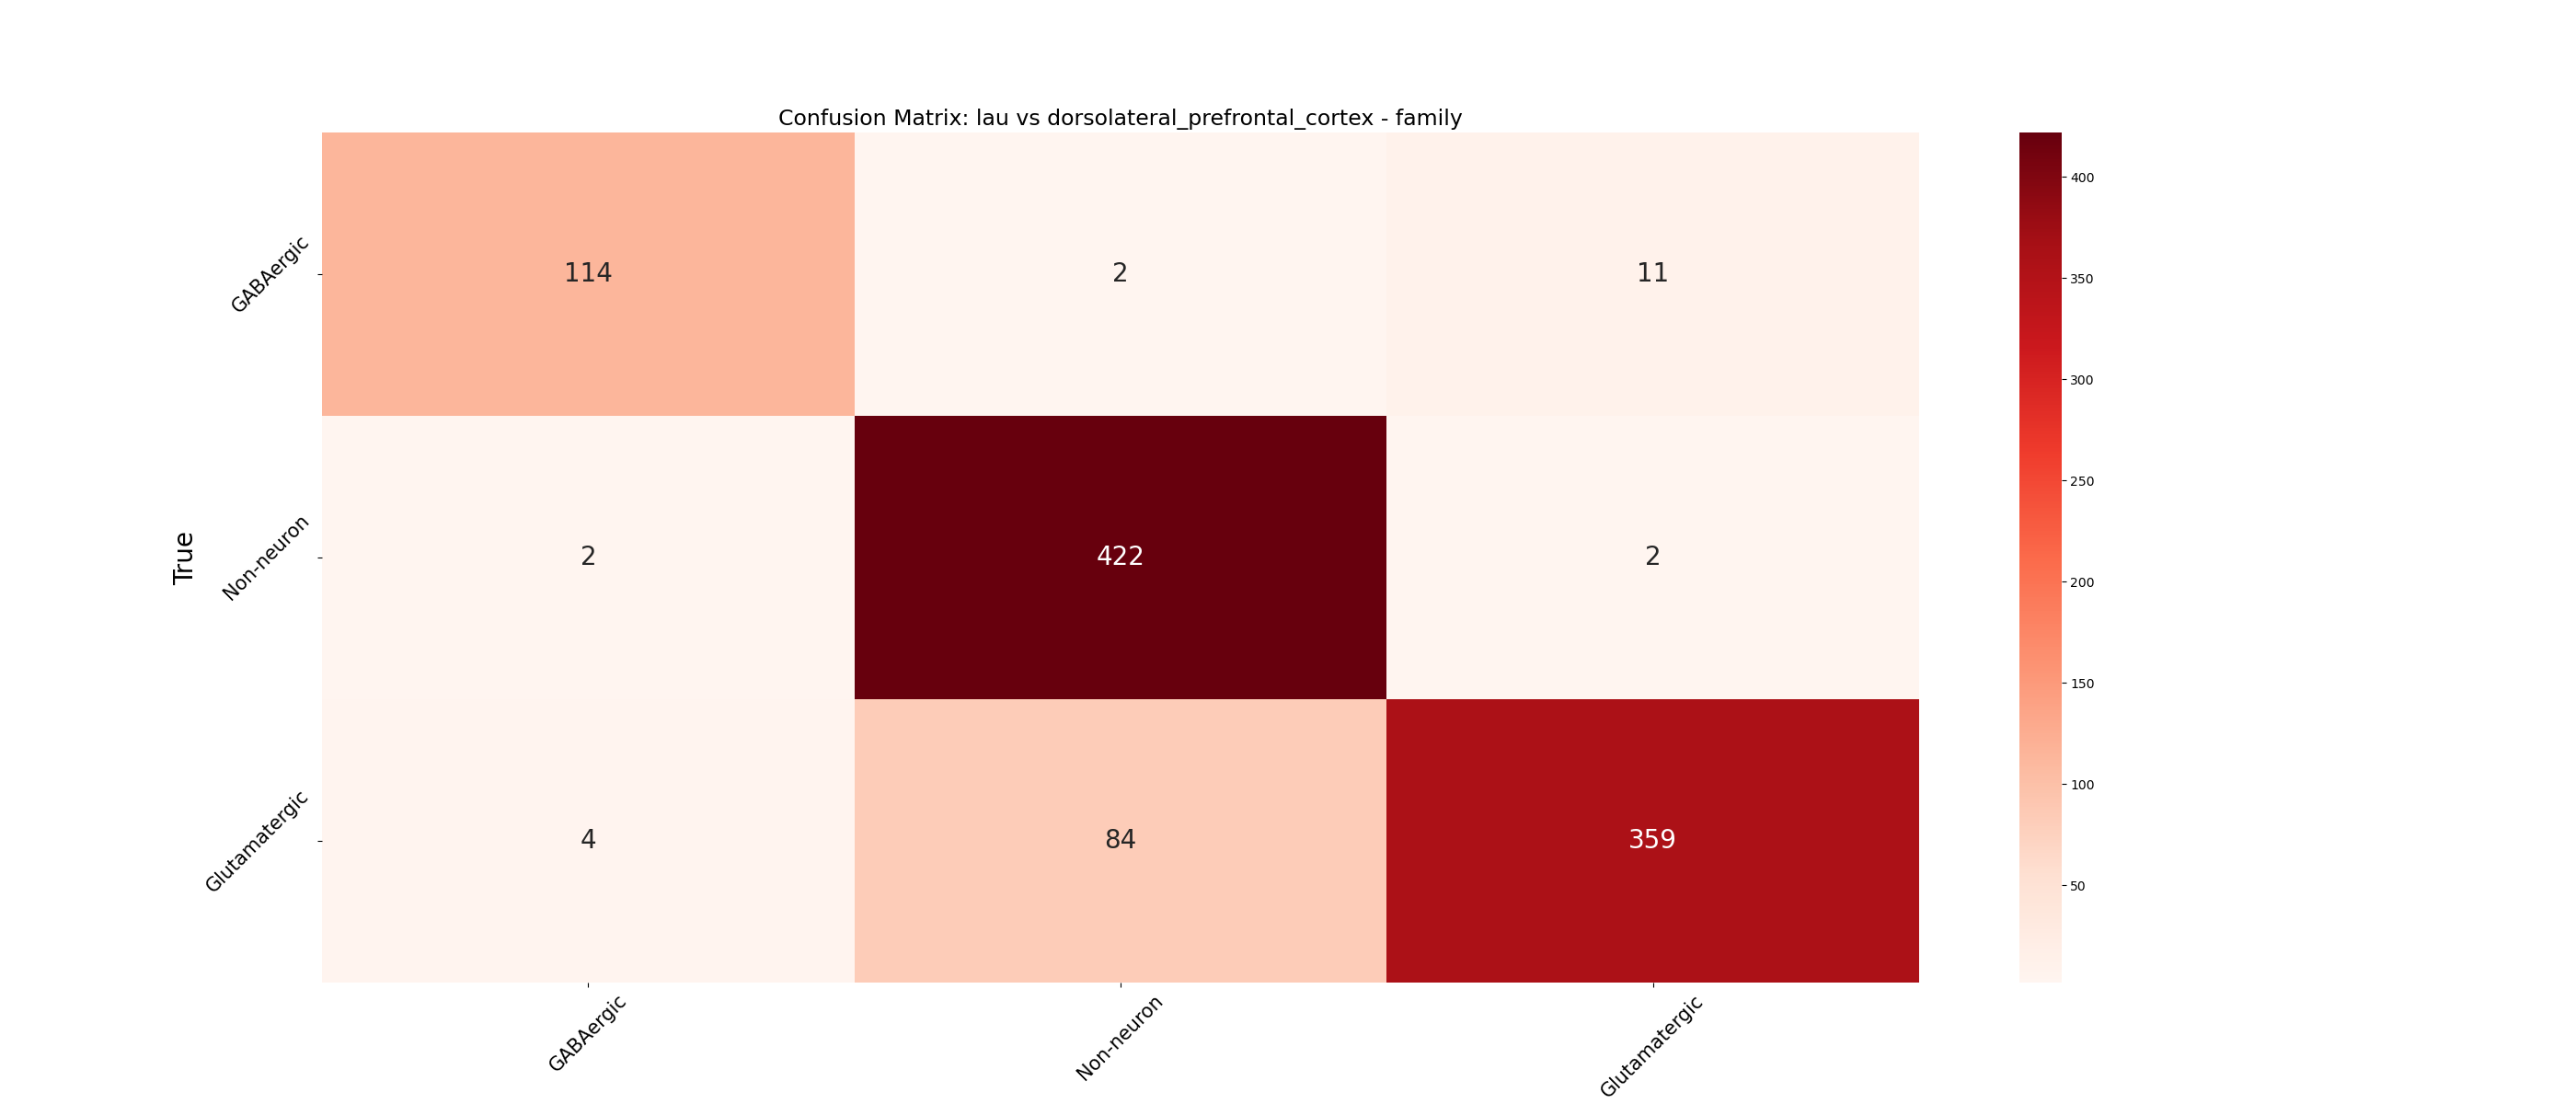 Confusion Matrix: lau vs dorsolateral_prefrontal_cortex - family
True
GABAergic
114
2
11
Non-neuron
2
422
2
Glutamatergic
4
84
359
GABAergic
Non-neuron
Glutamatergic
400
350
300
250
200
150
100
50